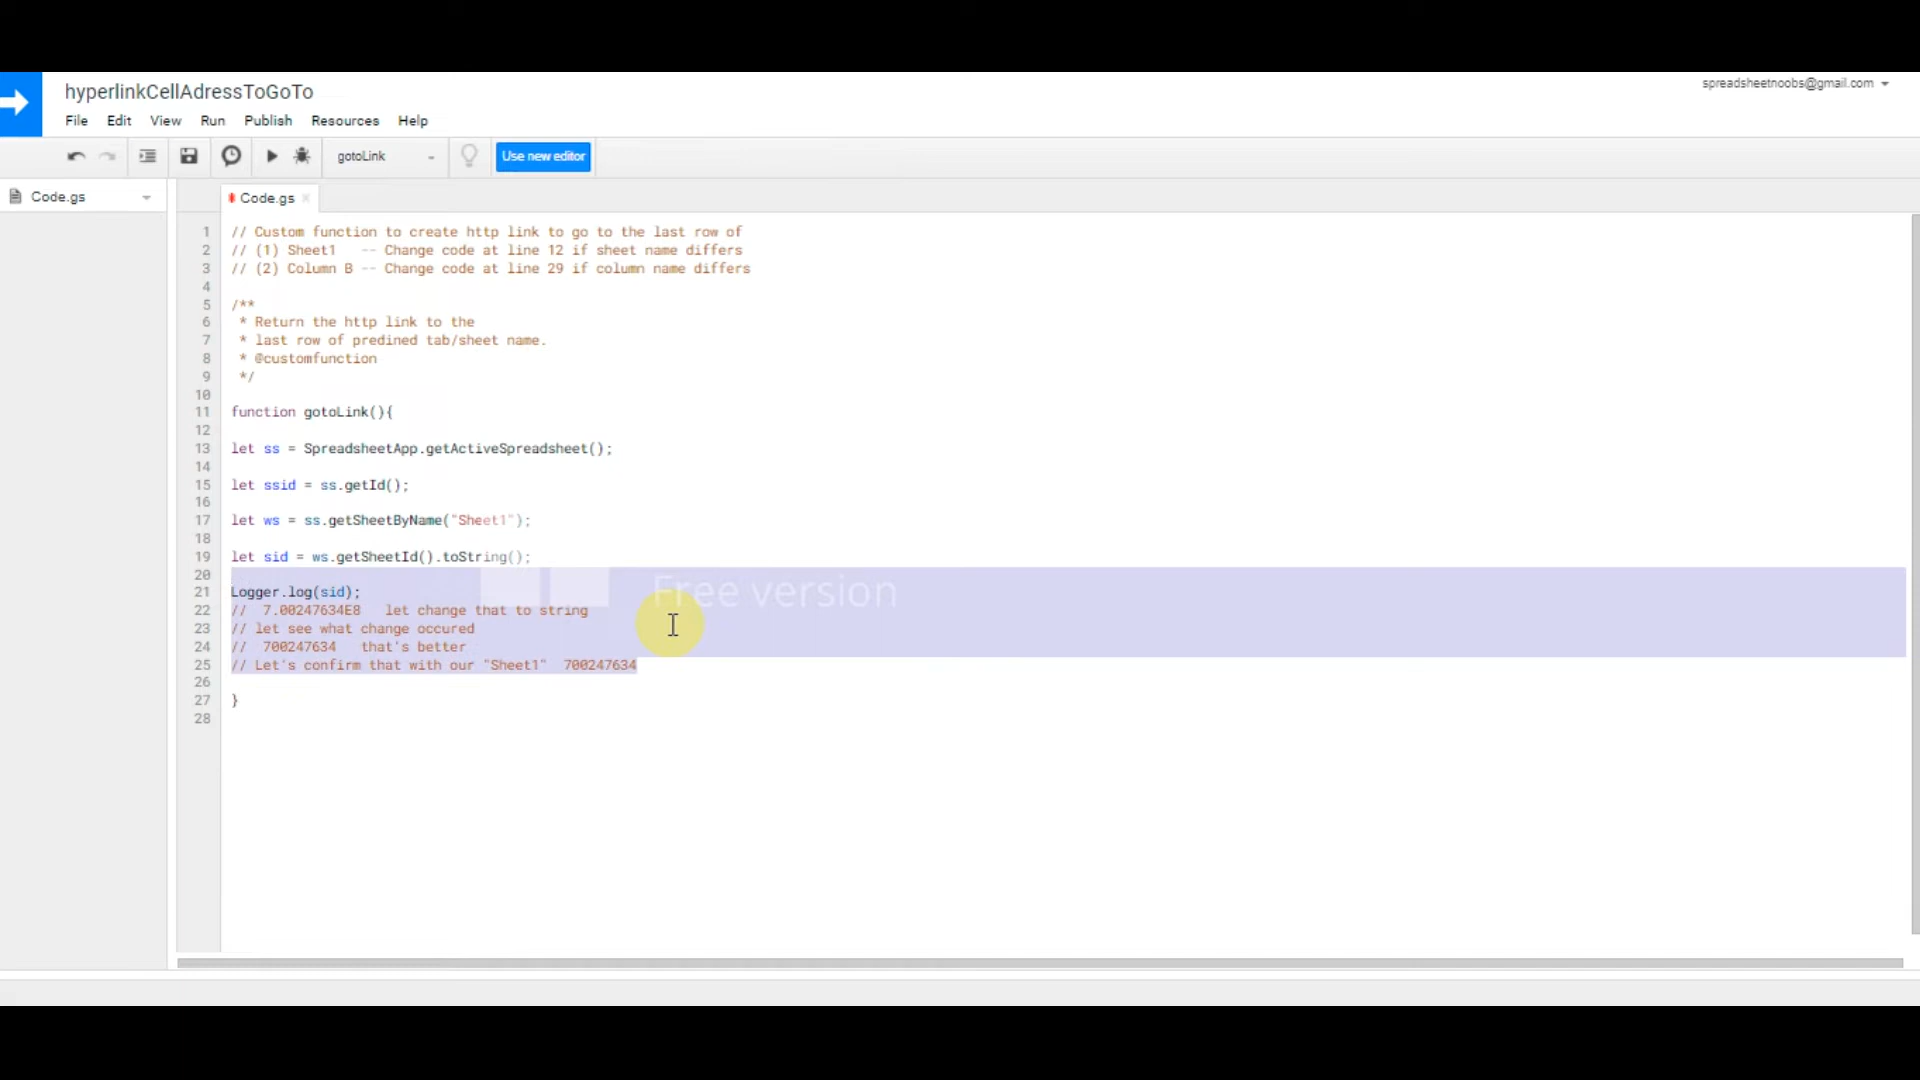 hyperlinkCellAdressToGoTo
spreadsheetnoobs@gmail.com
File Edit View Run Publish Resources Help
gotoLink
Use new editor
Code.gs
Code.gs
1 // Custom function to create http link to go to the last row of
2 // (1) Sheet1 -- Change code at line 12 if sheet name differs
3 // (2) Column B -- Change code at line 29 if column name differs
4
5 /**
6 * Return the http link to the
7 * last row of predined tab/sheet name.
8 * @customfunction
9 */
10
11 function gotoLink(){
12
13 let ss = SpreadsheetApp.getActiveSpreadsheet();
14
15 let ssid = ss.getId();
16
17 let ws = ss.getSheetByName("Sheet1");
18
19 let sid = ws.getSheetId().toString();
20
21 Logger.log(sid);
22 // 7.00247634E8 let change that to string
23 // let see what change occured
24 // 700247634 that's better
25 // Let's confirm that with our "Sheet1" 700247634
26
27 }
28
Free version